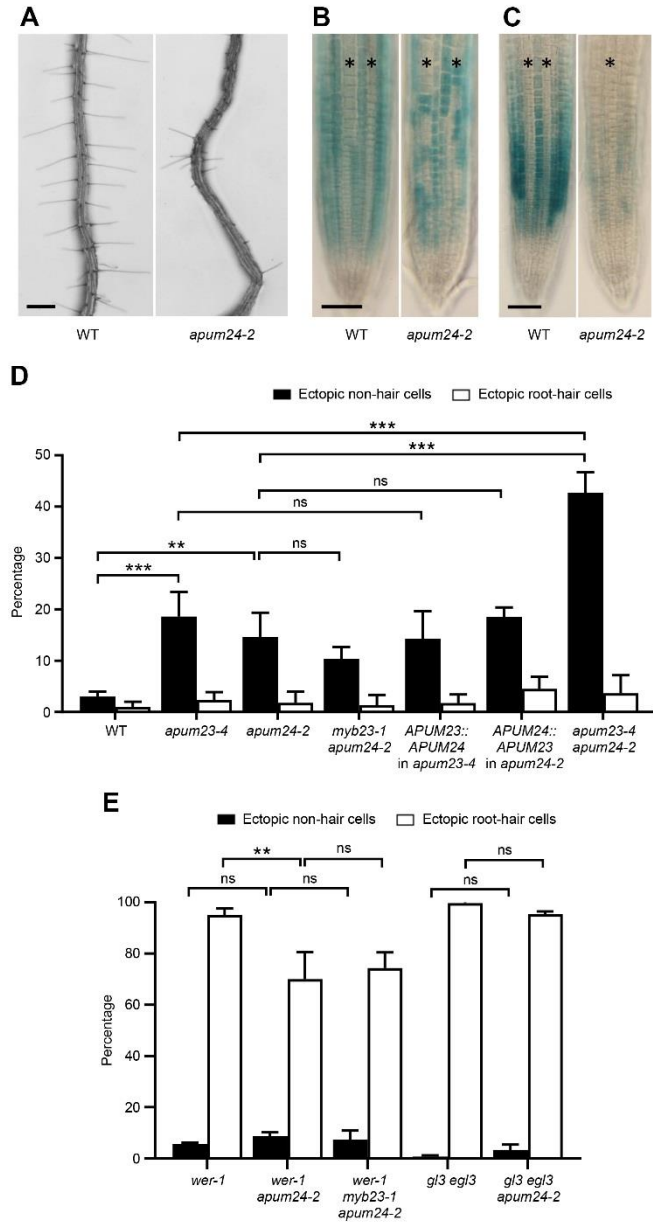 A B C
* * * * * * *
WT apum24-2 WT apum24-2 WT apum24-2
D
Ectopic non-hair cells Ectopic root-hair cells
***
***
ns
ns
** ns
***
50
40
30
20
10
0
Percentage
WT apum23-4 apum24-2 myb23-1 APUM23:: APUM24:: apum23-4
apum24-2 APUM24 APUM23 apum24-2
in apum23-4 in apum24-2
E
Ectopic non-hair cells Ectopic root-hair cells
** ns ns
ns ns ns
100
80
60
40
20
0
Percentage
wer-1 wer-1 wer-1 gl3 egl3 gl3 egl3
apum24-2 myb23-1 apum24-2
apum24-2